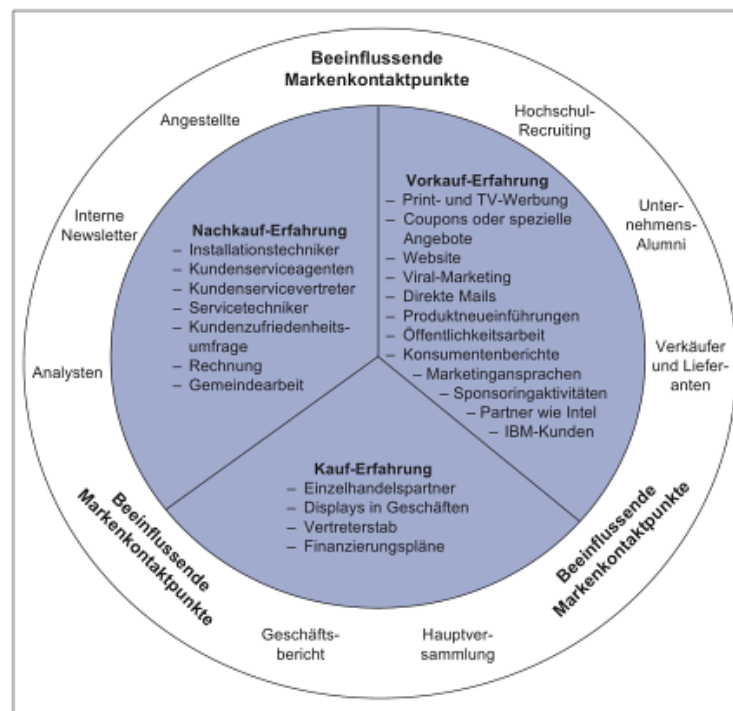 Beeinflussende
Markenkontaktpunkte
Angestellte
Hochschul-
Recruiting
Interne
Newsletter
Unter-
nehmens-
Alumni
Analysten
Verkäufer
und Liefer-
anten
Nachkauf-Erfahrung
– Installationstechniker
– Kundenserviceagenten
– Kundenservicevertreter
– Servicetechniker
– Kundenzufriedenheits-
umfrage
– Rechnung
– Gemeindearbeit
Vorkauf-Erfahrung
– Print- und TV-Werbung
– Coupons oder spezielle
Angebote
– Website
– Viral-Marketing
– Direkte Mails
– Produktneueinführungen
– Öffentlichkeitsarbeit
– Konsumentenberichte
– Marketingansprachen
– Sponsoringaktivitäten
– Partner wie Intel
– IBM-Kunden
Kauf-Erfahrung
– Einzelhandelspartner
– Displays in Geschäften
– Vertreterstab
– Finanzierungspläne
Beeinflussende
Markenkontaktpunkte
Beeinflussende
Markenkontaktpunkte
Geschäfts-
bericht
Hauptver-
sammlung